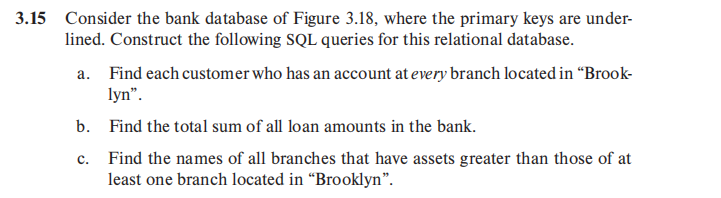 3.15 Consider the bank database of Figure 3.18, where the primary keys are under-
lined. Construct the following SQL queries for this relational database.
a. Find each customer who has an account at every branch located in “Brook-
lyn”.
b. Find the total sum of all loan amounts in the bank.
c. Find the names of all branches that have assets greater than those of at
least one branch located in “Brooklyn”.